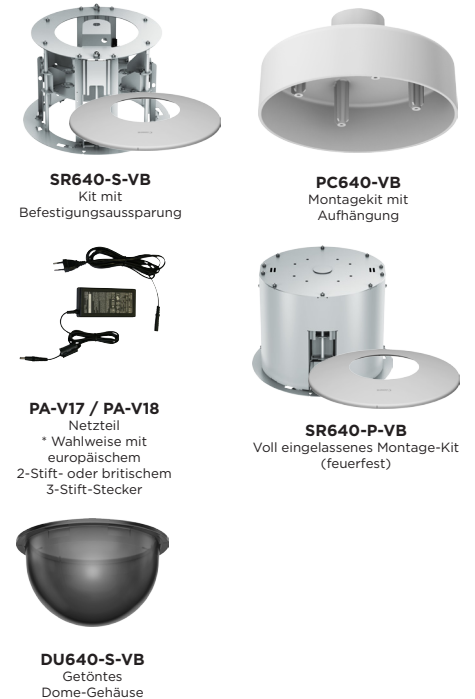 SR640-S-VB
Kit mit
Befestigungsaussparung
PC640-VB
Montagekit mit
Aufhängung
PA-V17 / PA-V18
Netzteil
* Wahlweise mit
europäischem
2-Stift- oder britischem
3-Stift-Stecker
SR640-P-VB
Voll eingelassenes Montage-Kit
(feuerfest)
DU640-S-VB
Getöntes
Dome-Gehäuse